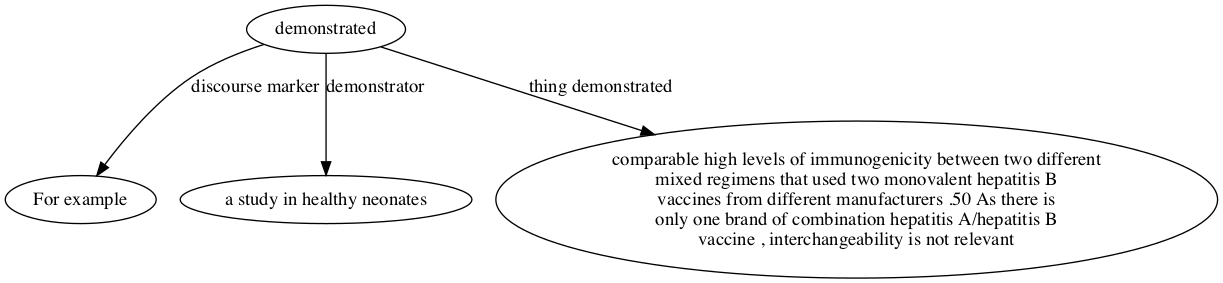 demonstrated
discourse marker
demonstrator
thing demonstrated
For example
a study in healthy neonates
comparable high levels of immunogenicity between two different
mixed regimens that used two monovalent hepatitis B
vaccines from different manufacturers .50 As there is
only one brand of combination hepatitis A/hepatitis B
vaccine , interchangeability is not relevant